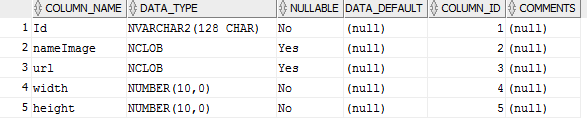 COLUMN_NAME DATA_TYPE NULLABLE DATA_DEFAULT COLUMN_ID COMMENTS
1 Id NVARCHAR2(128 CHAR) No (null) 1 (null)
2 nameImage NCLOB Yes (null) 2 (null)
3 url NCLOB Yes (null) 3 (null)
4 width NUMBER(10,0) No (null) 4 (null)
5 height NUMBER(10,0) No (null) 5 (null)